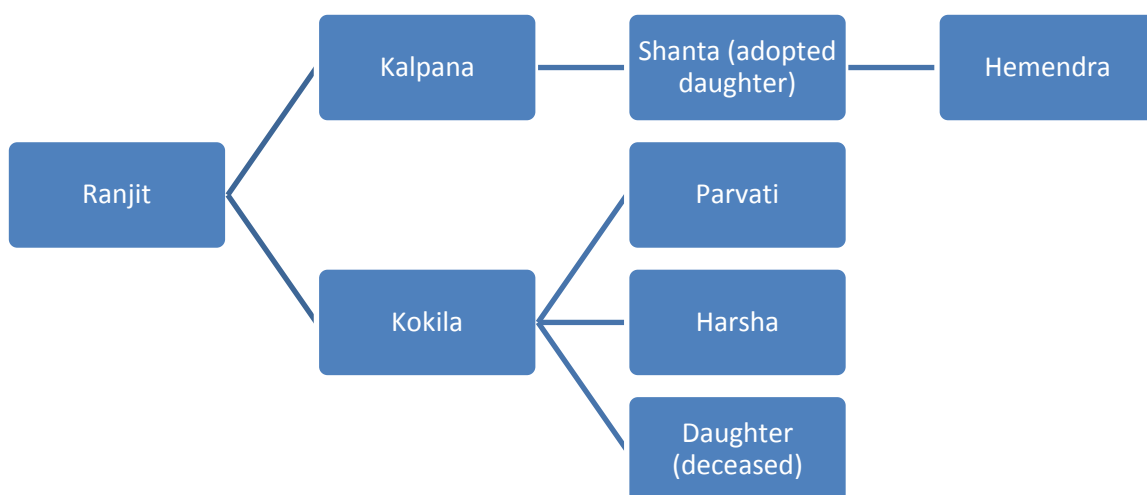 Kalpana
Shanta (adopted
daughter)
Hemendra
Ranjit
Parvati
Kokila
Harsha
Daughter
(deceased)